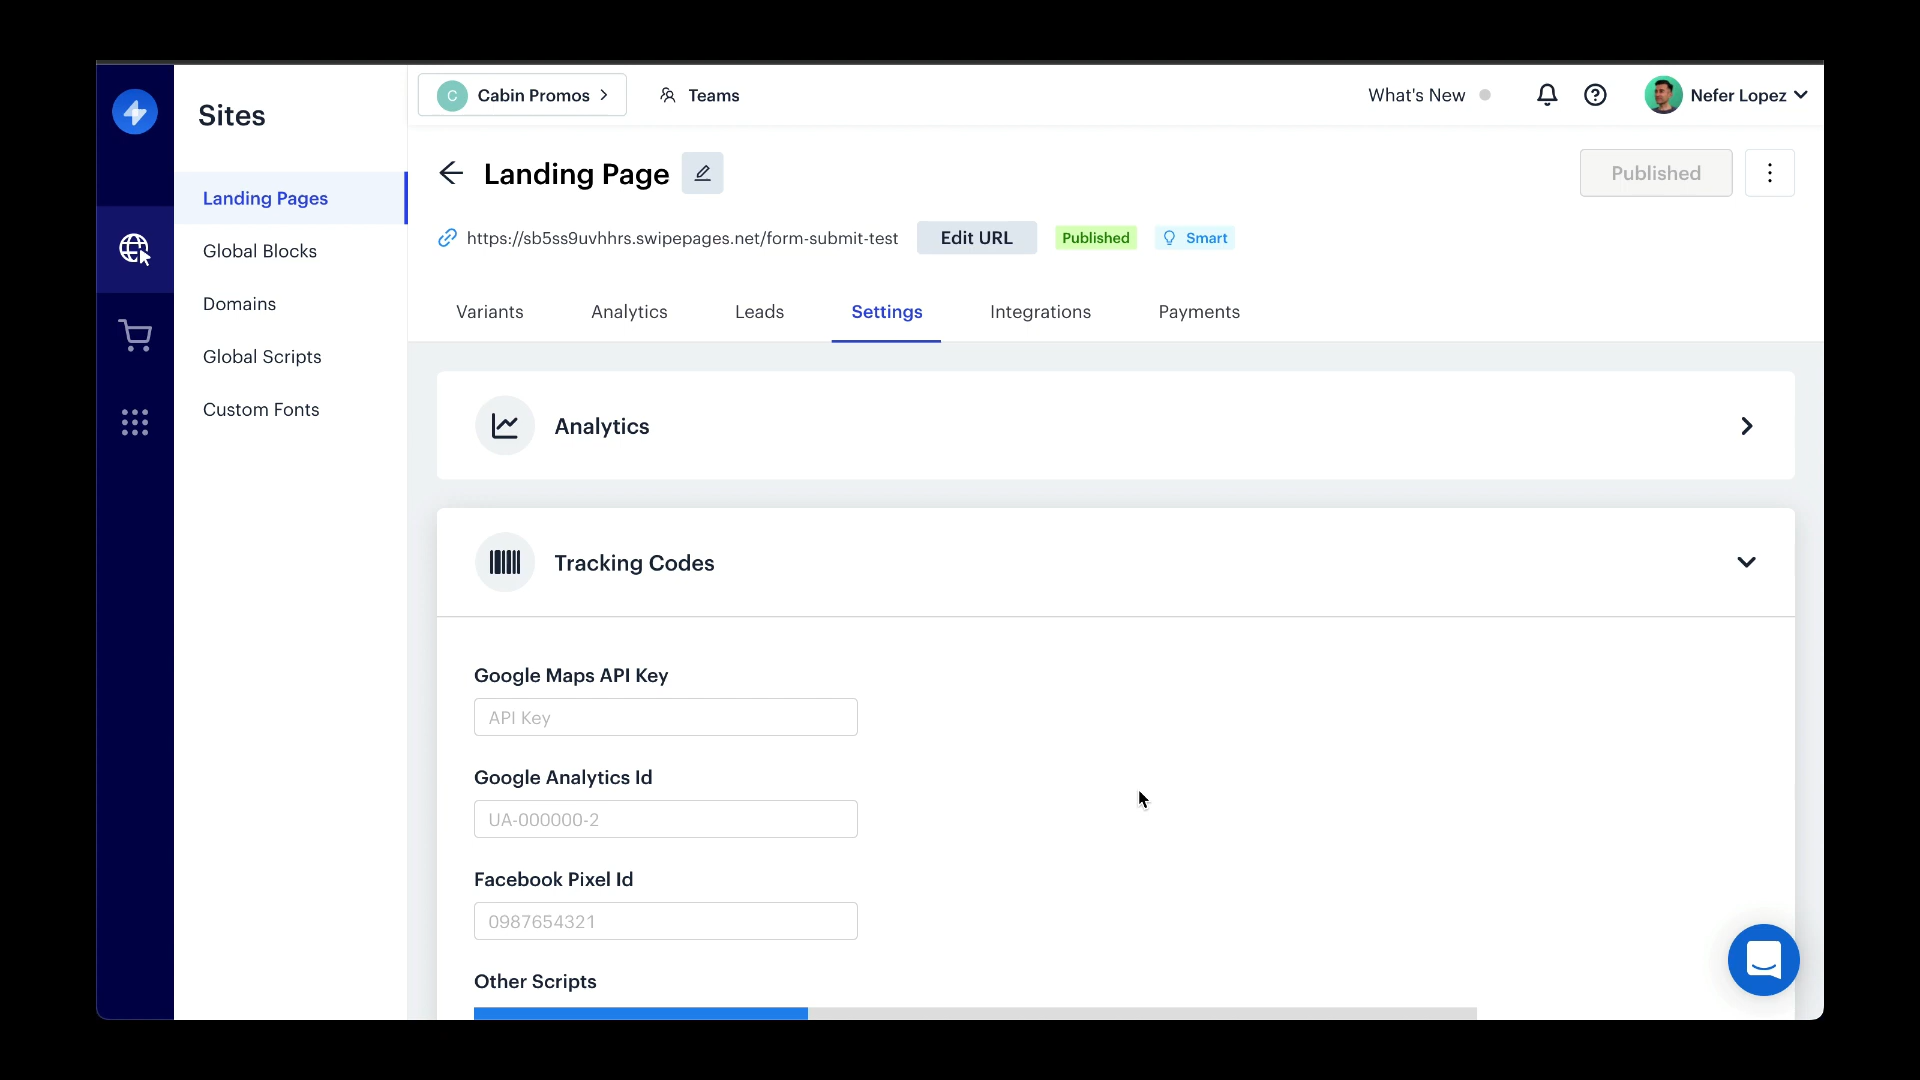 Sites
Landing Pages
Global Blocks
Domains
Global Scripts
Custom Fonts
C Cabin Promos
Teams
What's New
Nefer Lopez
Landing Page
Published
https://sb5ss9uvhhrs.swipepages.net/form-submit-test
Edit URL
Published
Smart
Variants
Analytics
Leads
Settings
Integrations
Payments
Analytics
Tracking Codes
Google Maps API Key
API Key
Google Analytics Id
UA-000000-2
Facebook Pixel Id
0987654321
Other Scripts